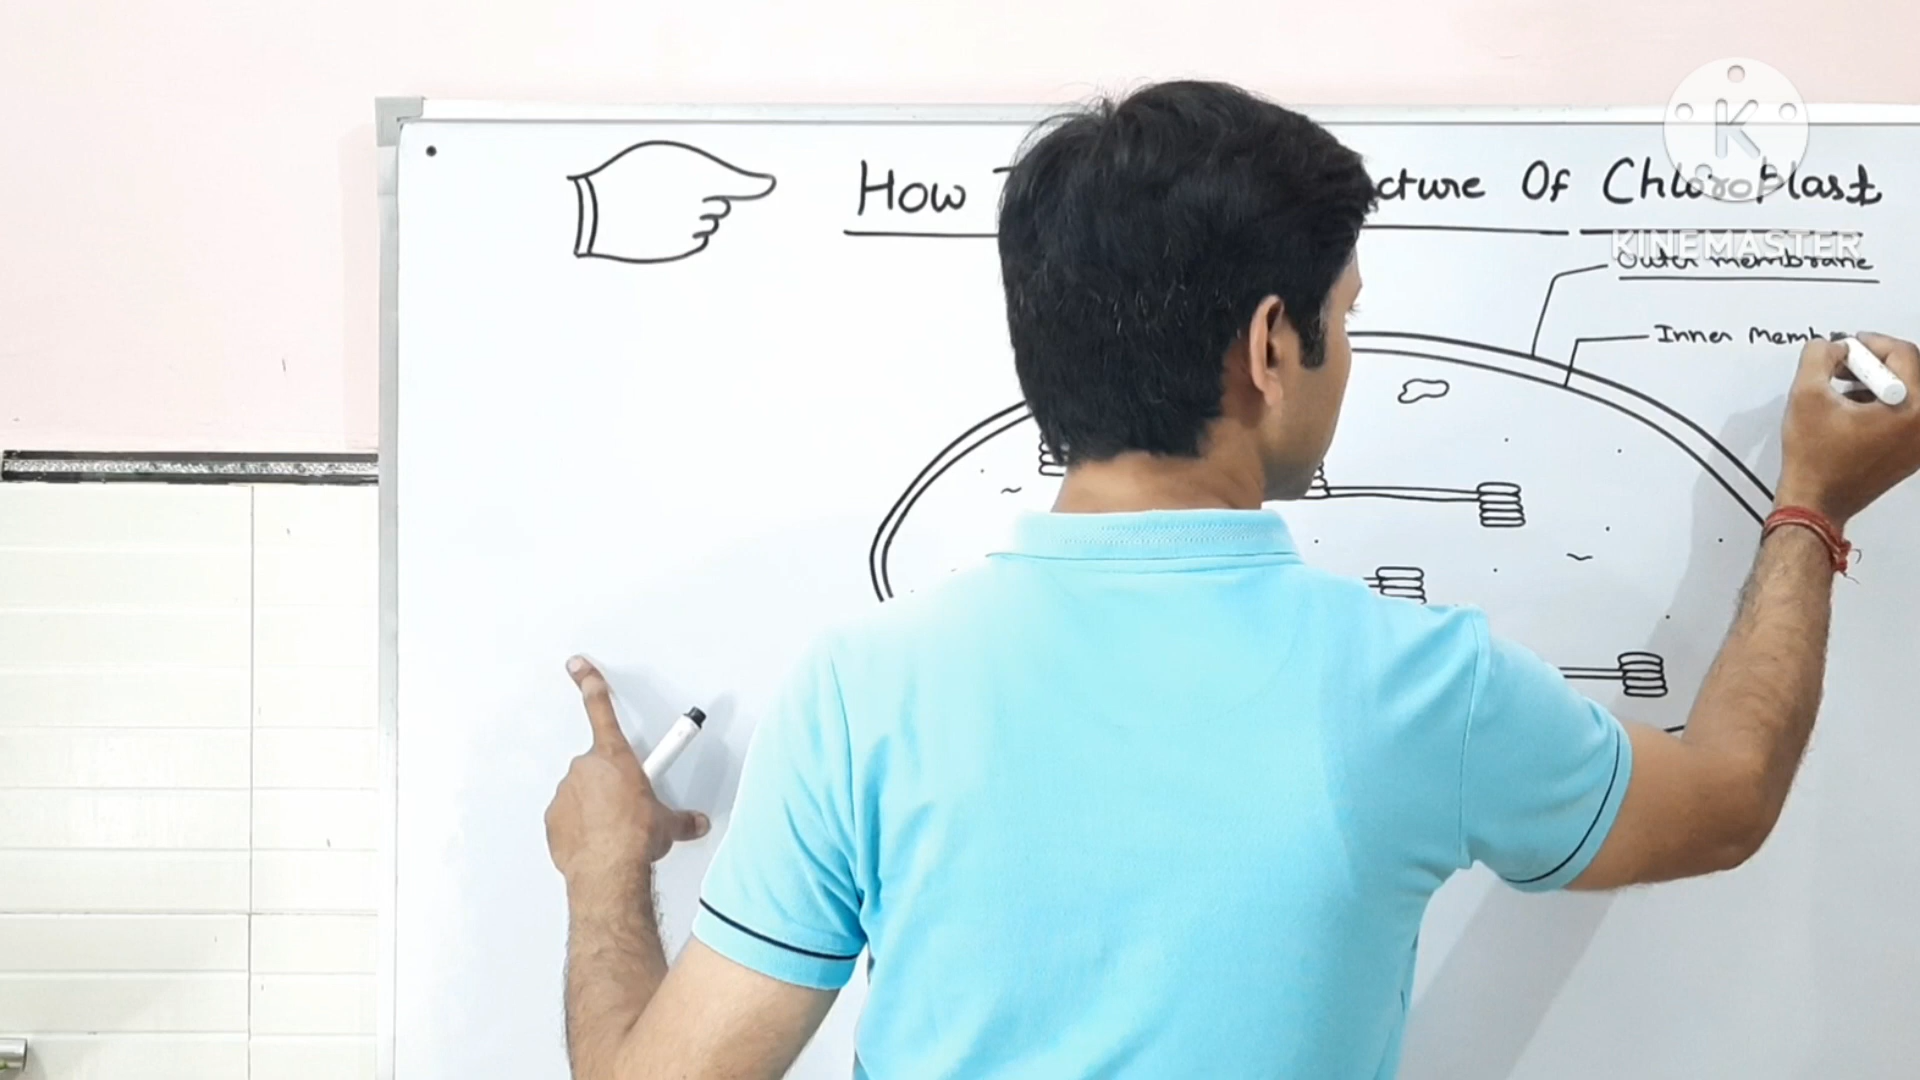 How cture Of Chloroplast
K
KINEMASTER
Outer membrane
Inner Memb